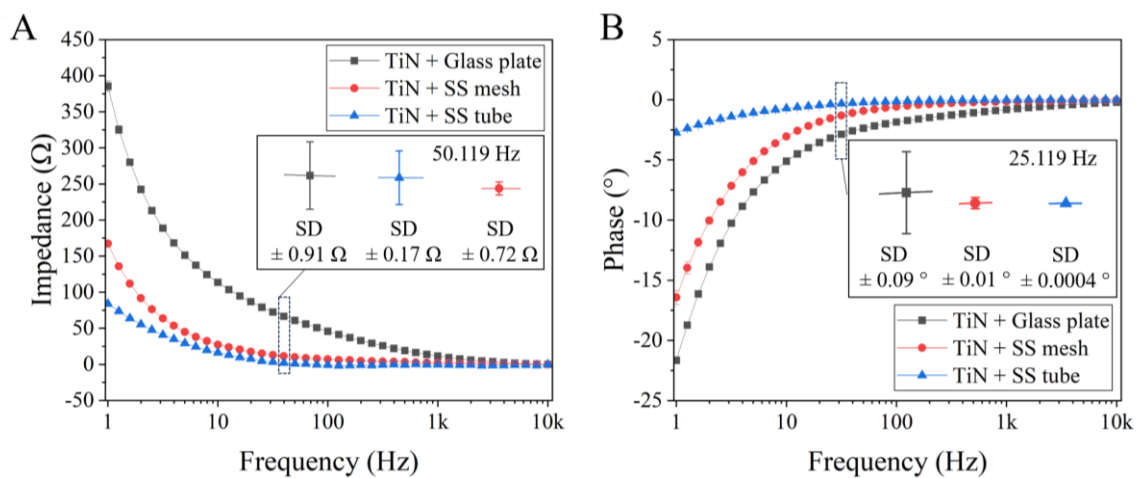 A
450
400
350
300
250
200
150
100
50
0
-50
Impedance (Ω)
TiN + Glass plate
TiN + SS mesh
TiN + SS tube
50.119 Hz
SD SD SD
± 0.91 Ω ± 0.17 Ω ± 0.72 Ω
1 10 100 1k 10k
Frequency (Hz)
B
5
0
-5
-10
-15
-20
-25
Phase (°)
25.119 Hz
SD SD SD
± 0.09 ° ± 0.01 ° ± 0.0004 °
TiN + Glass plate
TiN + SS mesh
TiN + SS tube
1 10 100 1k 10k
Frequency (Hz)